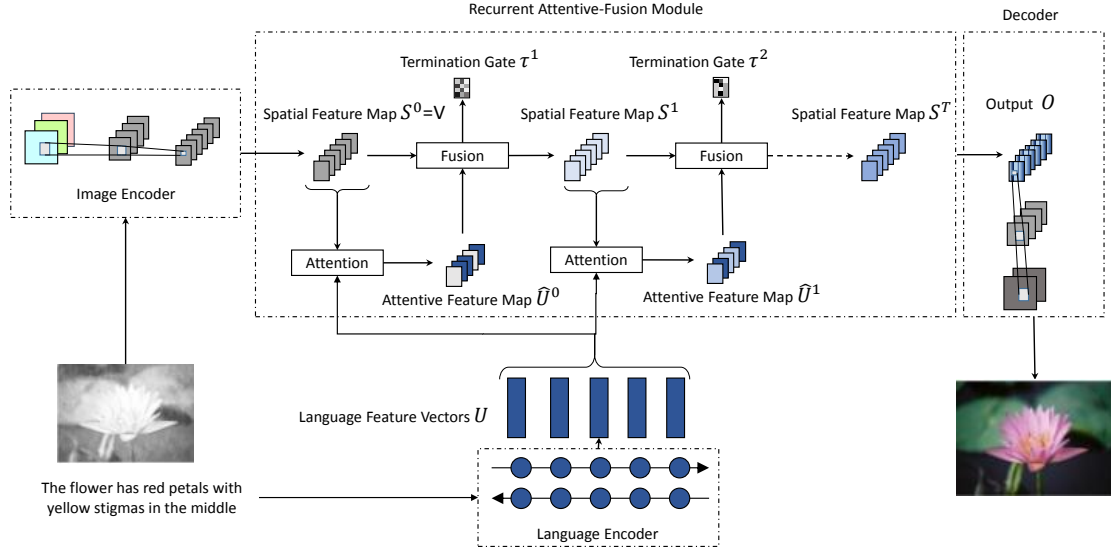 Recurrent Attentive-Fusion Module
Decoder
Termination Gate τ¹
Termination Gate τ²
Spatial Feature Map S⁰=V
Spatial Feature Map S¹
Spatial Feature Map Sᵀ
Output O
Fusion
Fusion
Image Encoder
Attention
Attention
Attentive Feature Map Û⁰
Attentive Feature Map Û¹
Language Feature Vectors U
The flower has red petals with
yellow stigmas in the middle
Language Encoder